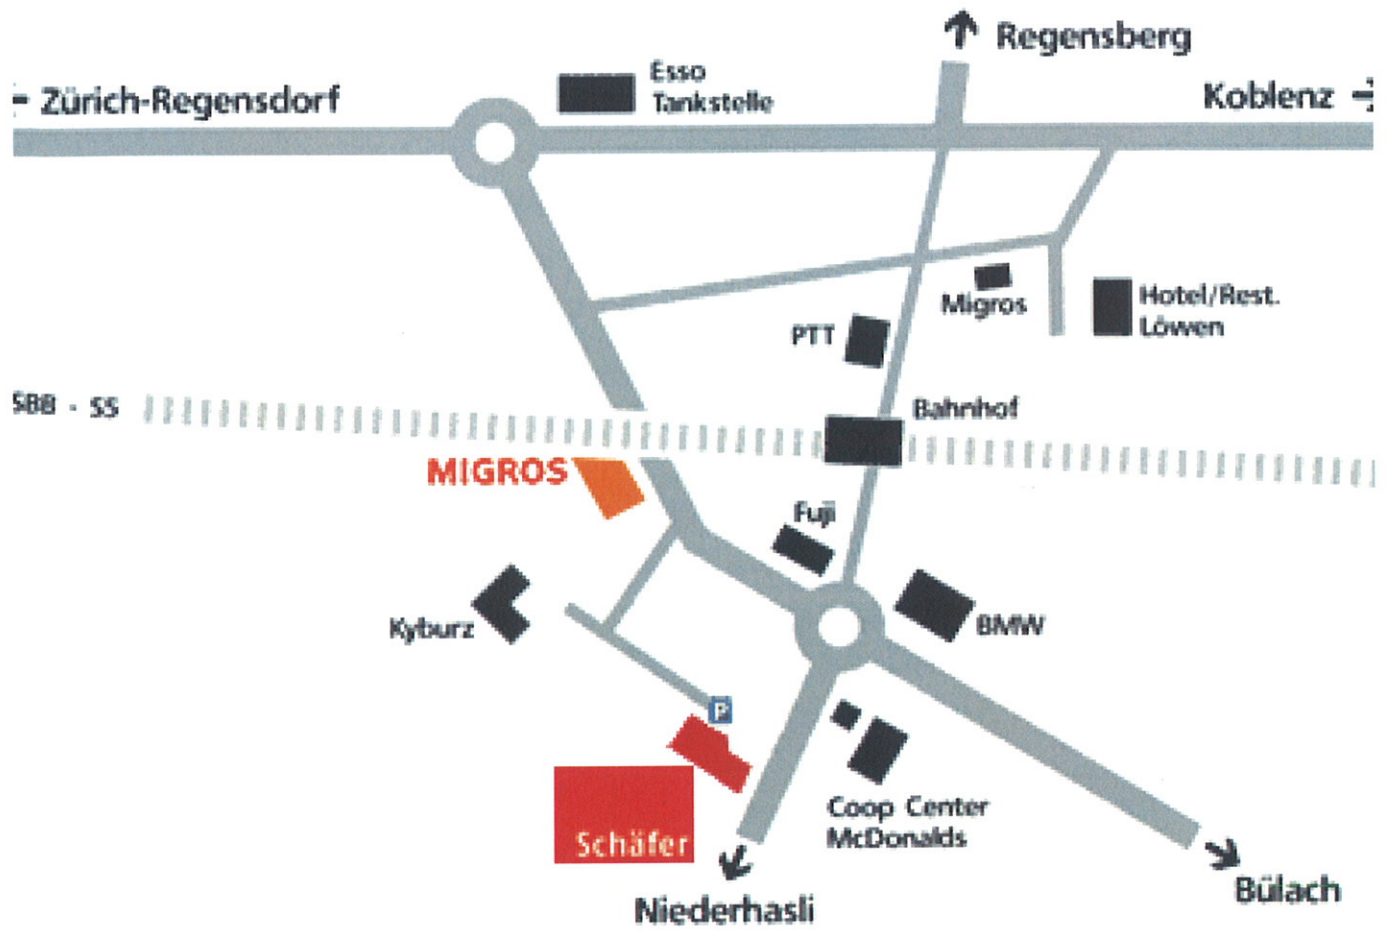 Regensberg
Zürich-Regensdorf
Esso
Tankstelle
Koblenz
Hotel/Rest.
Löwen
Migros
PTT
Bahnhof
SBB - S5
MIGROS
Fuji
Kyburz
BMW
P
Schäfer
Coop Center
McDonalds
Niederhasli
Bülach